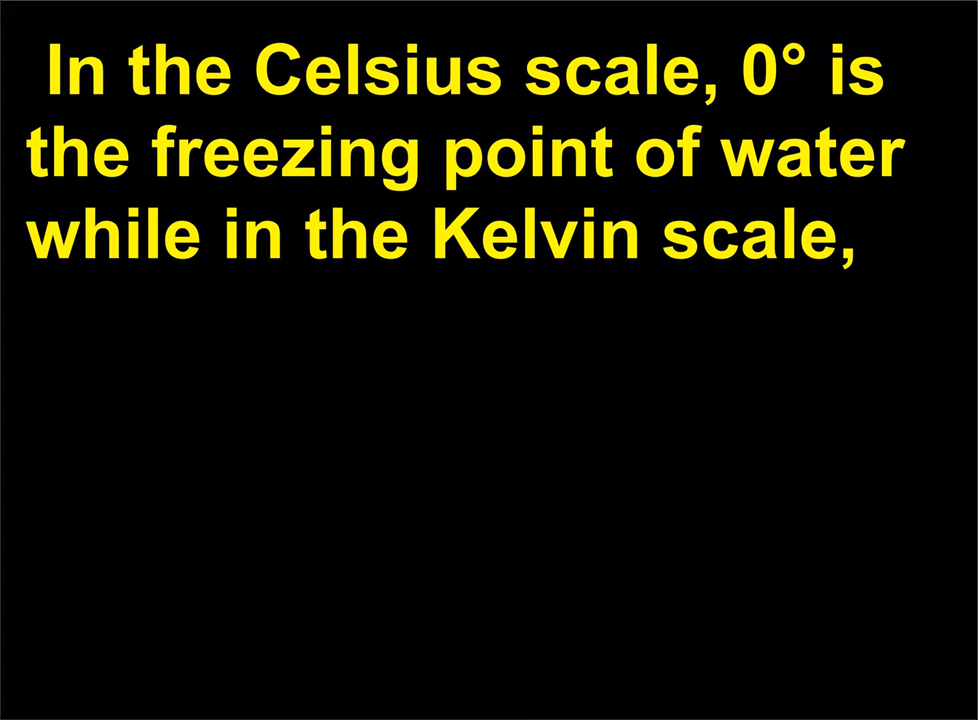 In the Celsius scale, 0° is
the freezing point of water
while in the Kelvin scale,